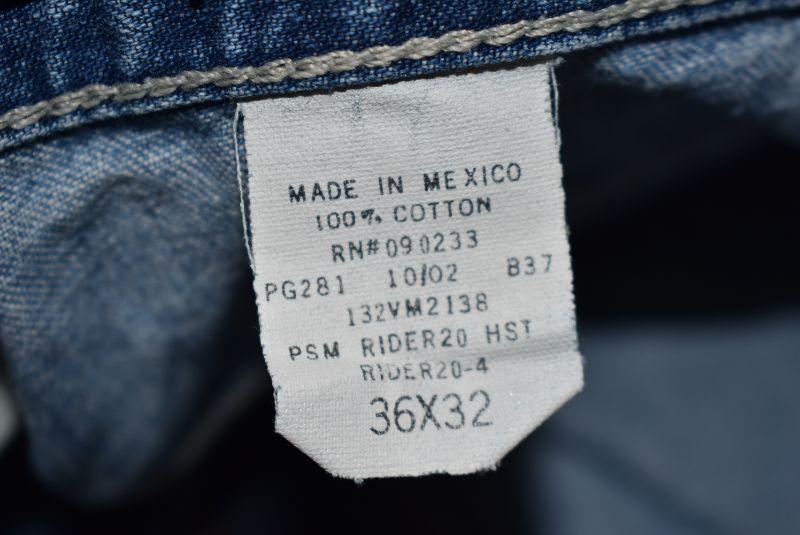 MADE IN MEXICO
100% COTTON
RN#090233
PG281 10/02 B37
132VM2138
PSM RIDER20 HST
RIDER20-4
36X32